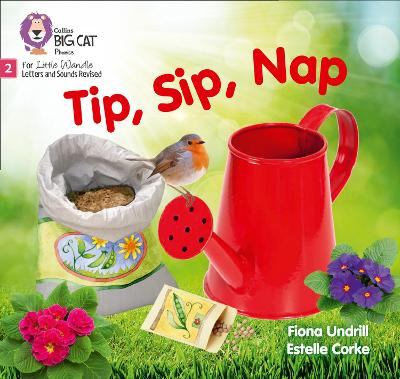 Collins
BIG CAT
Phonics
For Little Wandle
Letters and Sounds Revised
2
Tip, Sip, Nap
Fiona Undrill
Estelle Corke